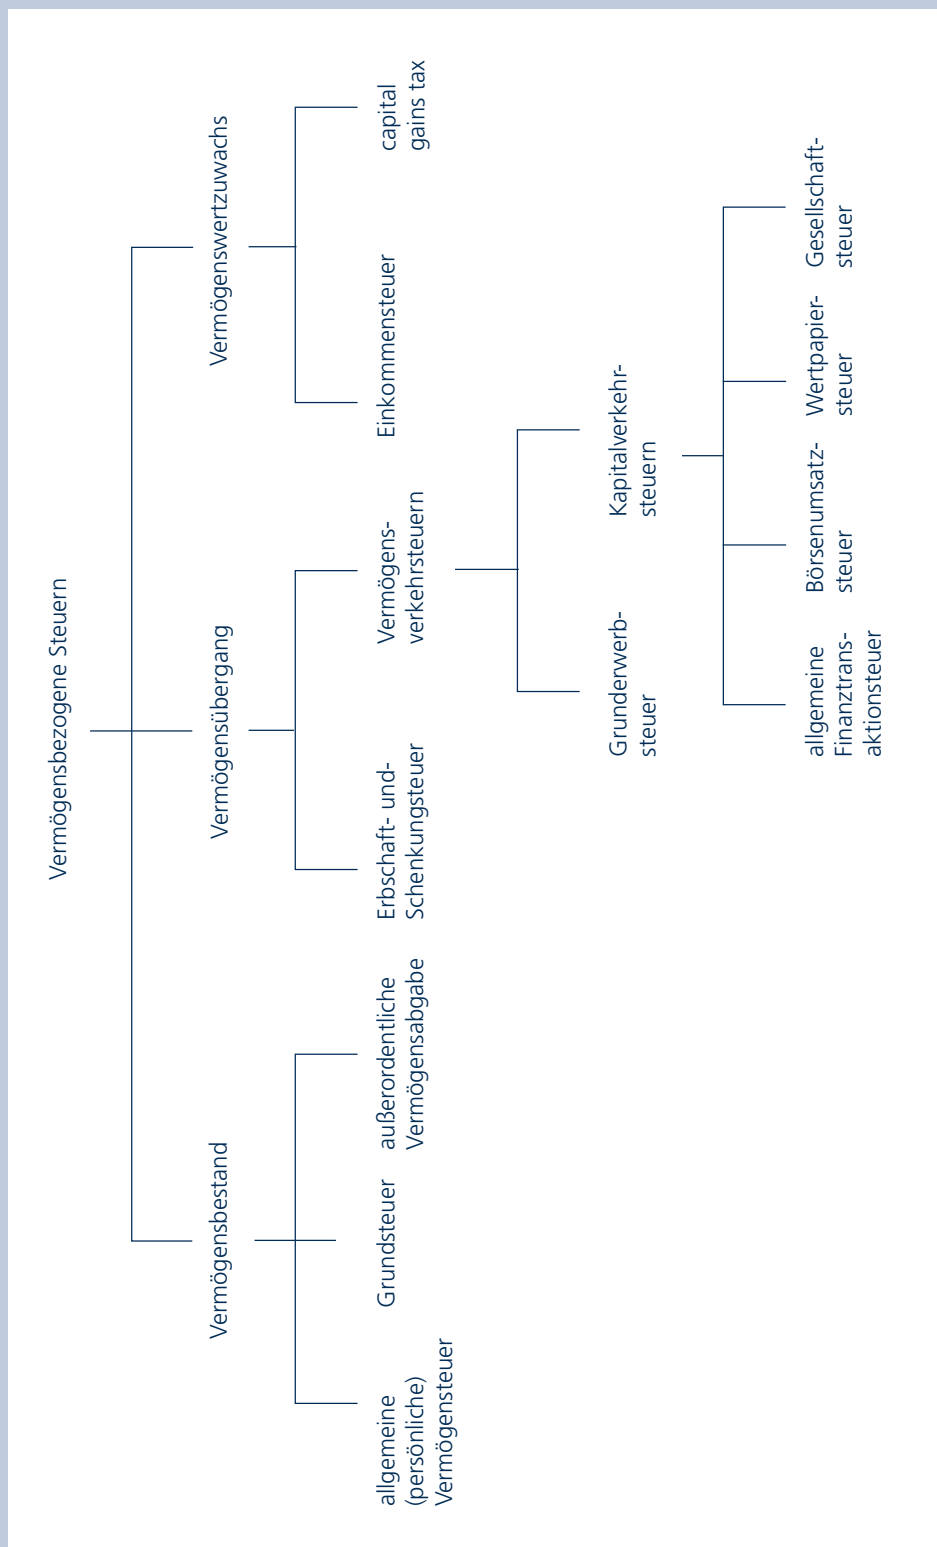 Vermögensbezogene Steuern
Vermögensbestand
Vermögensübergang
Vermögenswertzuwachs
allgemeine
(persönliche)
Vermögensteuer
Grundsteuer
außerordentliche
Vermögensabgabe
Erbschaft- und-
Schenkungsteuer
Vermögens-
verkehrsteuern
Einkommensteuer
capital
gains tax
Grunderwerb-
steuer
Kapitalverkehr-
steuern
allgemeine
Finanztrans-
aktionsteuer
Börsenumsatz-
steuer
Wertpapier-
steuer
Gesellschaft-
steuer